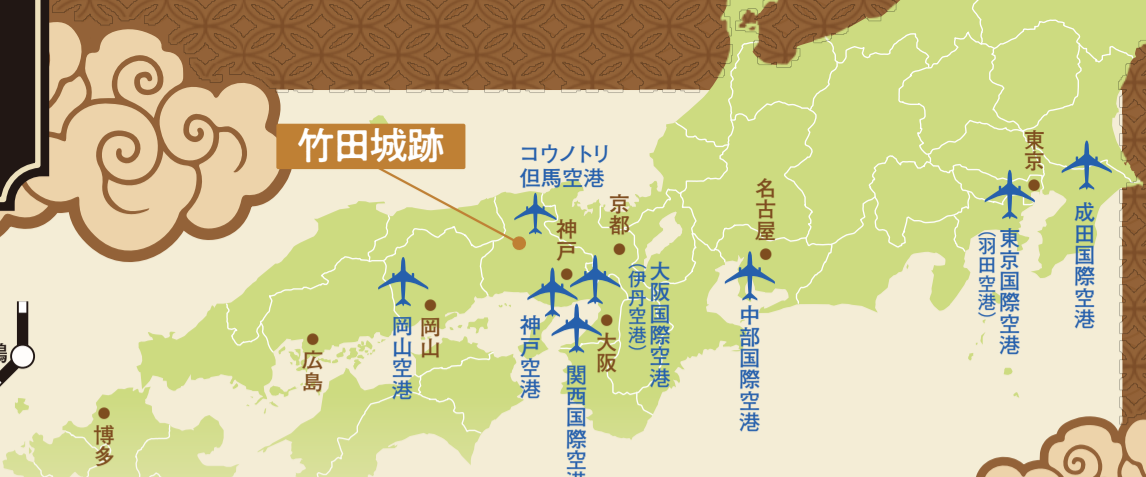 竹田城跡
コウノトリ
但馬空港
京都
神戸
名古屋
東京
成田国際空港
東京国際空港
(羽田空港)
大阪国際空港
(伊丹空港)
中部国際空港
大阪
神戸空港
関西国際空港
岡山
岡山空港
広島
博多